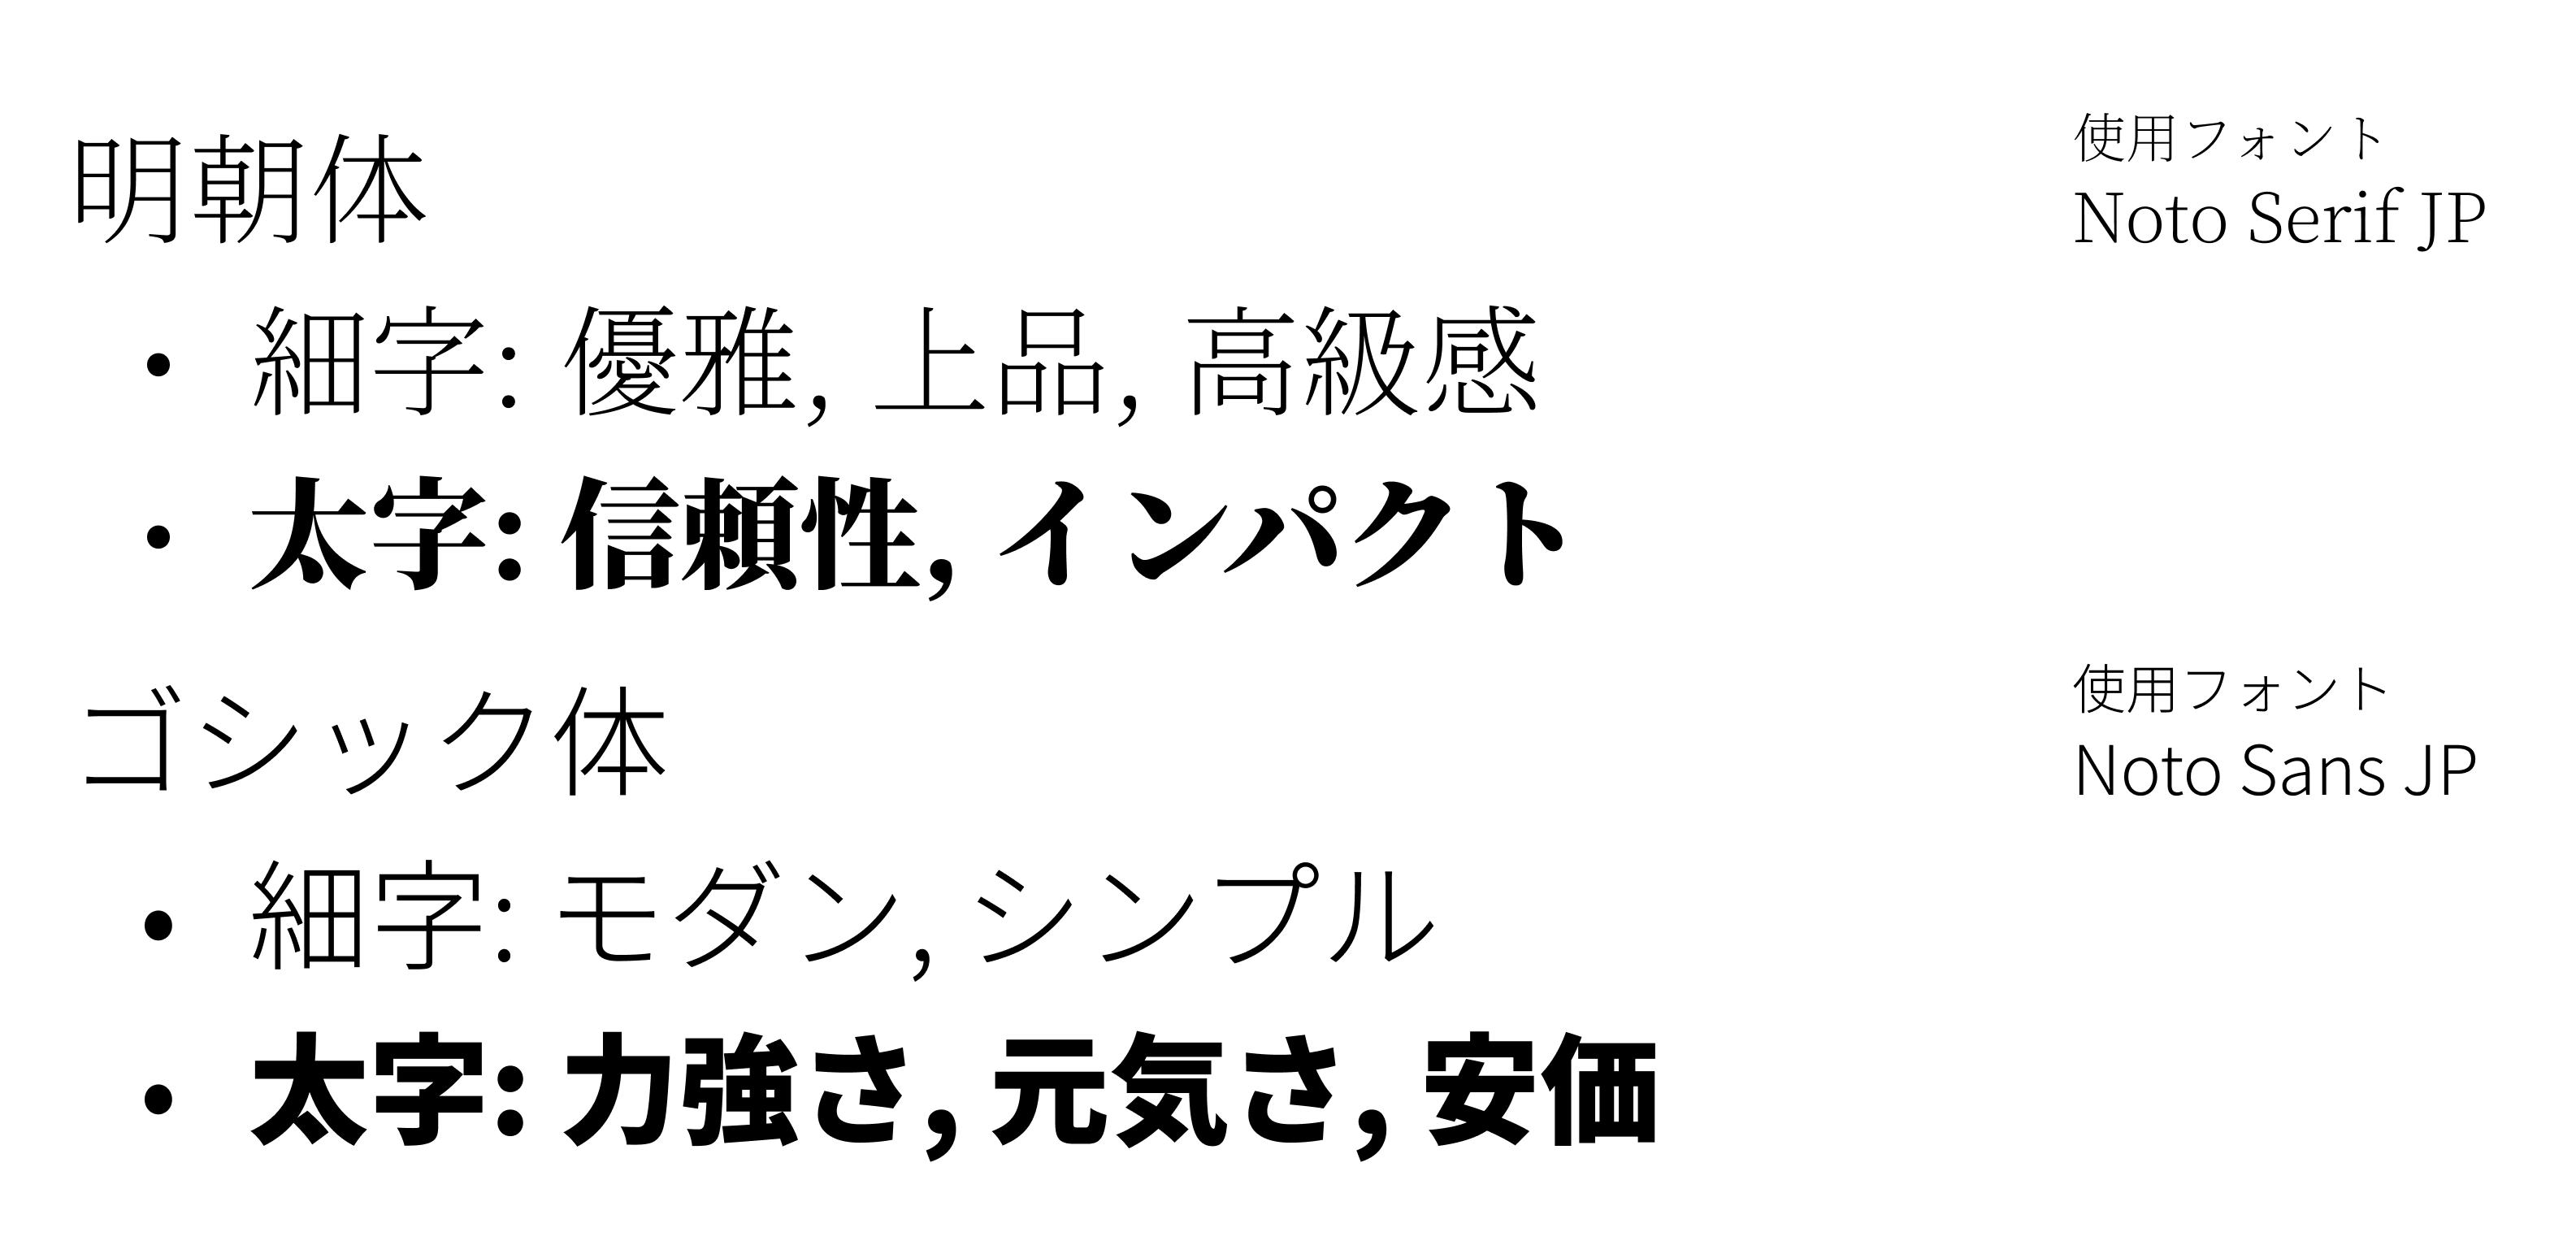 明朝体
使用フォント
Noto Serif JP
• 細字: 優雅, 上品, 高級感
• 太字: 信頼性, インパクト
ゴシック体
使用フォント
Noto Sans JP
• 細字: モダン, シンプル
• 太字: 力強さ, 元気さ, 安価